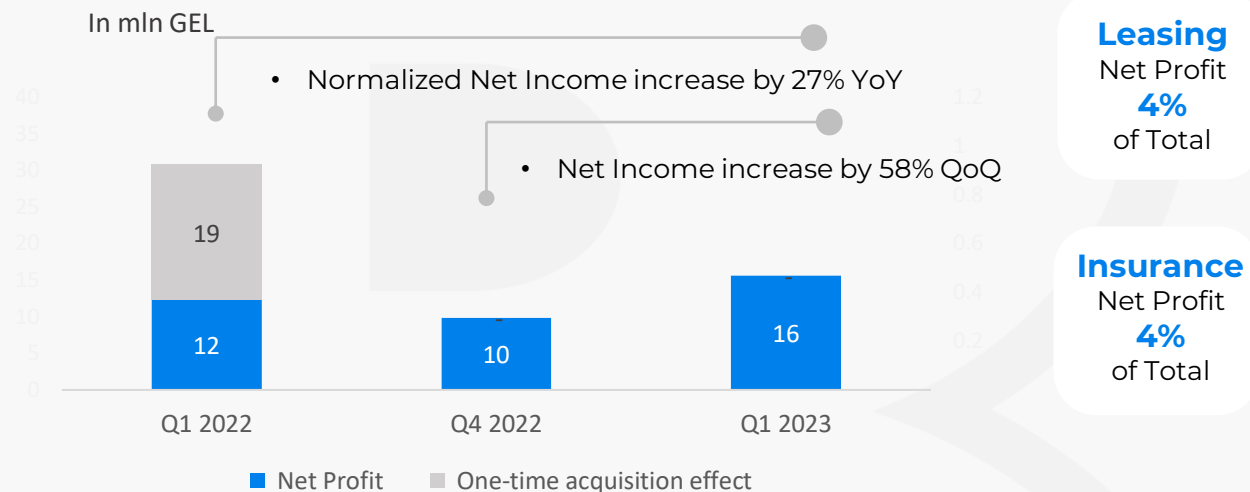 In mln GEL
• Normalized Net Income increase by 27% YoY
• Net Income increase by 58% QoQ
40
35
30
25
20
15
10
5
0
1.2
1
0.8
0.6
0.4
0.2
19
12
10
-
16
-
Q1 2022
Q4 2022
Q1 2023
Net Profit
One-time acquisition effect
Leasing
Net Profit
4%
of Total
Insurance
Net Profit
4%
of Total